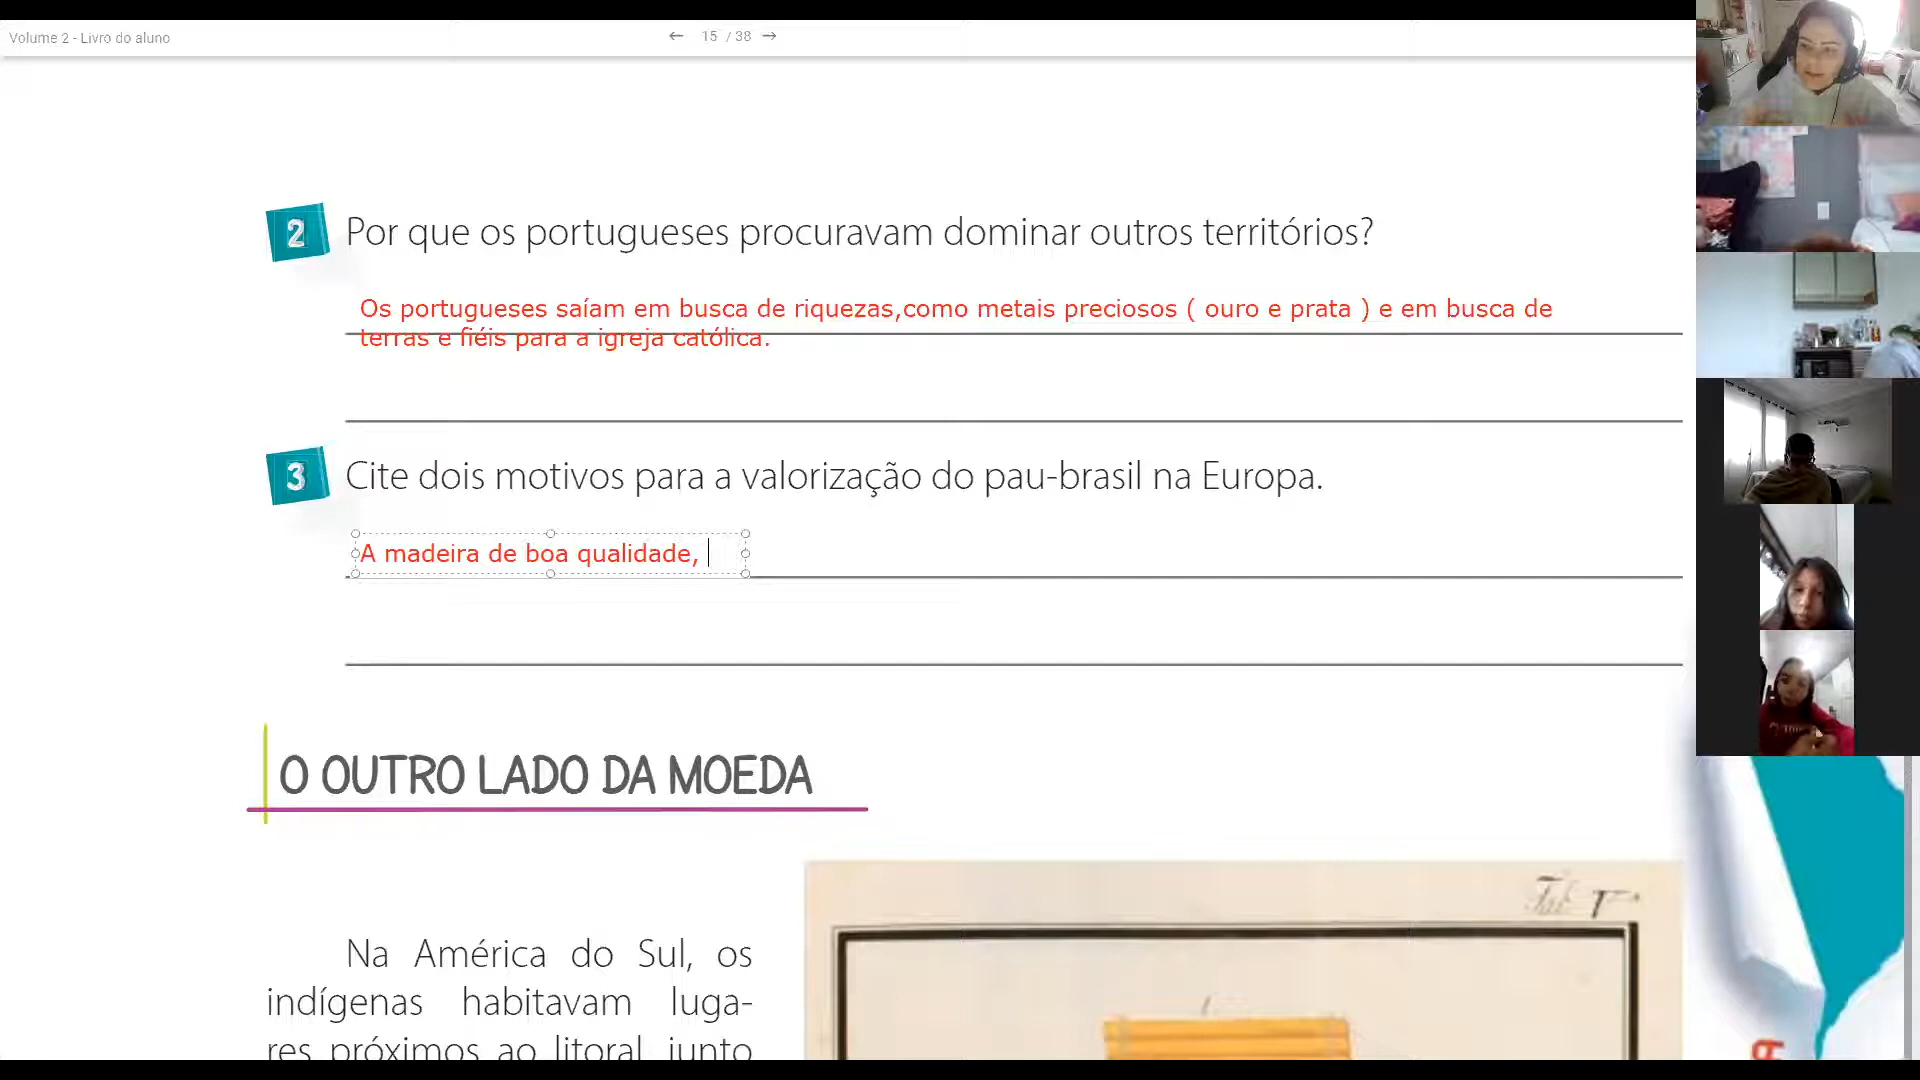 Volume 2 - Livro do aluno
← 15 / 38 →
2 Por que os portugueses procuravam dominar outros territórios?
Os portugueses saíam em busca de riquezas,como metais preciosos ( ouro e prata ) e em busca de
terras e fiéis para a igreja católica.
3 Cite dois motivos para a valorização do pau-brasil na Europa.
A madeira de boa qualidade,
O OUTRO LADO DA MOEDA
Na América do Sul, os
indígenas habitavam luga-
res próximos ao litoral, junto